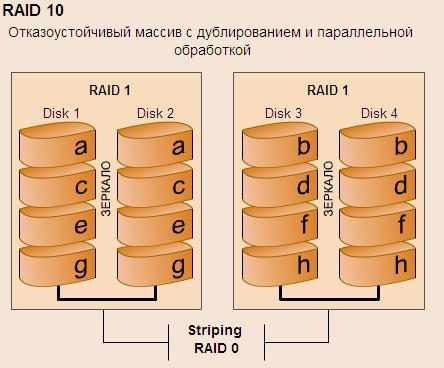 RAID 10
Отказоустойчивый массив с дублированием и параллельной
обработкой
RAID 1
Disk 1
Disk 2
a
a
c
c
e
e
g
g
ЗЕРКАЛО
RAID 1
Disk 3
Disk 4
b
b
d
d
f
f
h
h
ЗЕРКАЛО
Striping
RAID 0